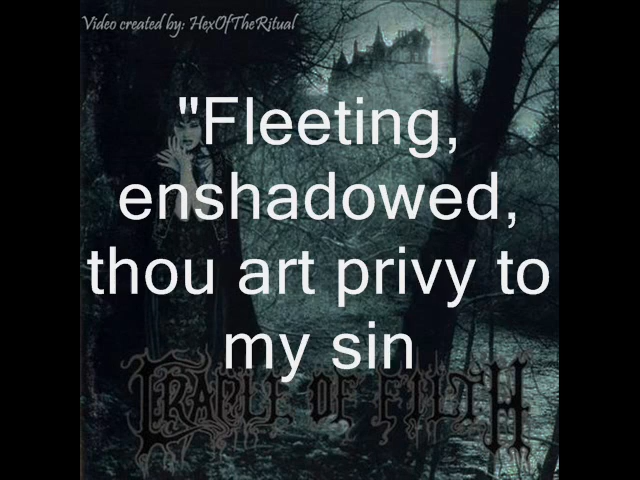 Video created by: HexOfTheRitual
"Fleeting,
enshadowed,
thou art privy to
my sin
CRADLE OF FILTH